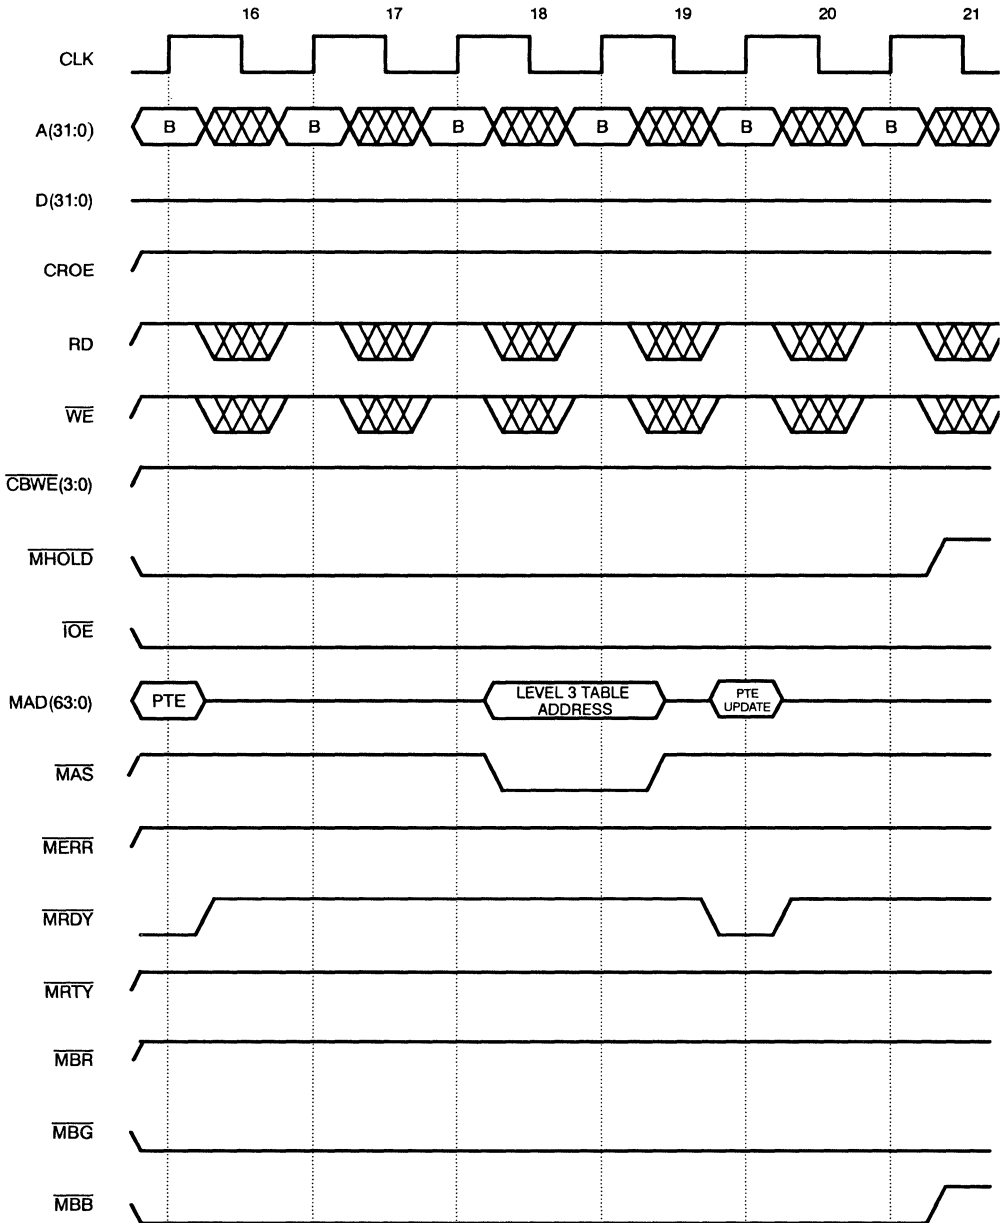 16 17 18 19 20 21
CLK
A(31:0) B B B B B B
D(31:0)
CROE
RD
WE
CBWE(3:0)
MHOLD
IOE
MAD(63:0) PTE LEVEL 3 TABLE ADDRESS PTE UPDATE
MAS
MERR
MRDY
MRTY
MBR
MBG
MBB